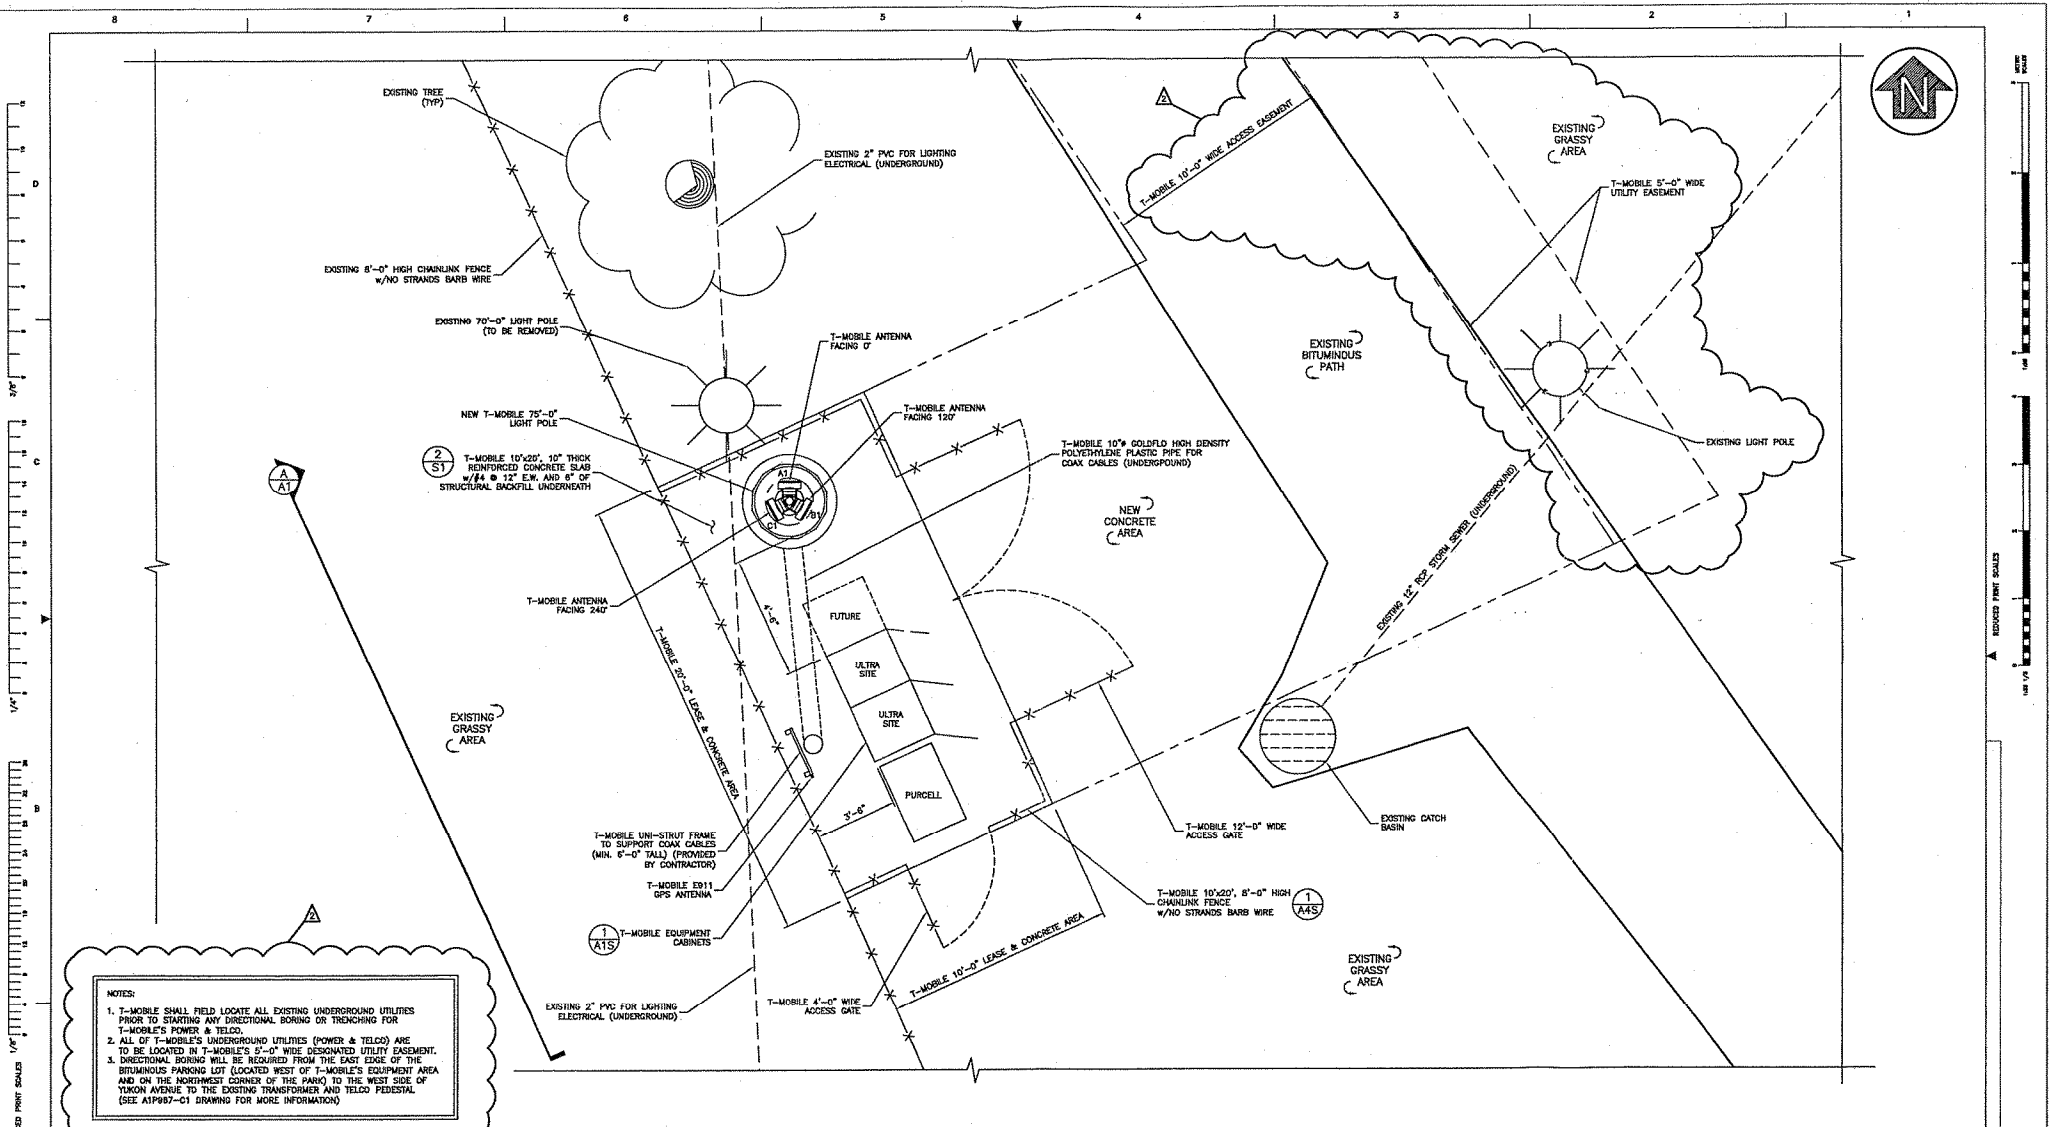 8 7 6 5 4 3 2 1
D
C
B
3/8"
1/4"
1/8"
REDUCED PRINT SCALES
N
EXISTING TREE
(TYP)
EXISTING 2" PVC FOR LIGHTING
ELECTRICAL (UNDERGROUND)
2
T-MOBILE 10'-0" WIDE ACCESS EASEMENT
EXISTING
GRASSY
AREA
T-MOBILE 5'-0" WIDE
UTILITY EASEMENT
EXISTING 8'-0" HIGH CHAINLINK FENCE
w/NO STRANDS BARB WIRE
EXISTING 70'-0" LIGHT POLE
(TO BE REMOVED)
T-MOBILE ANTENNA
FACING 0°
EXISTING
BITUMINOUS
PATH
NEW T-MOBILE 75'-0"
LIGHT POLE
T-MOBILE ANTENNA
FACING 120°
T-MOBILE 10"ø GOLDFLO HIGH DENSITY
POLYETHYLENE PLASTIC PIPE FOR
COAX CABLES (UNDERGPOUND)
EXISTING LIGHT POLE
2
S1
T-MOBILE 10'x20', 10" THICK
REINFORCED CONCRETE SLAB
w/#4 @ 12" E.W. AND 6" OF
STRUCTURAL BACKFILL UNDERNEATH
A
A1
A1
B1
C1
NEW
CONCRETE
AREA
EXISTING 12" RCP STORM SEWER (UNDERGROUND)
T-MOBILE ANTENNA
FACING 240°
4'-6"
FUTURE
ULTRA
SITE
ULTRA
SITE
PURCELL
3'-6"
T-MOBILE 20'-0" LEASE & CONCRETE AREA
EXISTING
GRASSY
AREA
T-MOBILE UNI-STRUT FRAME
TO SUPPORT COAX CABLES
(MIN. 6'-0" TALL) (PROVIDED
BY CONTRACTOR)
T-MOBILE 12'-0" WIDE
ACCESS GATE
EXISTING CATCH
BASIN
T-MOBILE E911
GPS ANTENNA
T-MOBILE 10'x20', 8'-0" HIGH
CHAINLINK FENCE
w/NO STRANDS BARB WIRE
1
A4S
1
A1S
T-MOBILE EQUIPMENT
CABINETS
T-MOBILE 10'-0" LEASE & CONCRETE AREA
EXISTING
GRASSY
AREA
EXISTING 2" PVC FOR LIGHTING
ELECTRICAL (UNDERGROUND)
T-MOBILE 4'-0" WIDE
ACCESS GATE
2
NOTES:
1. T-MOBILE SHALL FIELD LOCATE ALL EXISTING UNDERGROUND UTILITIES
PRIOR TO STARTING ANY DIRECTIONAL BORING OR TRENCHING FOR
T-MOBILE'S POWER & TELCO.
2. ALL OF T-MOBILE'S UNDERGROUND UTILITIES (POWER & TELCO) ARE
TO BE LOCATED IN T-MOBILE'S 5'-0" WIDE DESIGNATED UTILITY EASEMENT.
3. DIRECTIONAL BORING WILL BE REQUIRED FROM THE EAST EDGE OF THE
BITUMINOUS PARKING LOT (LOCATED WEST OF T-MOBILE'S EQUIPMENT AREA
AND ON THE NORTHWEST CORNER OF THE PARK) TO THE WEST SIDE OF
YUKON AVENUE TO THE EXISTING TRANSFORMER AND TELCO PEDESTAL
(SEE A1P987-C1 DRAWING FOR MORE INFORMATION)
PRINT SCALES